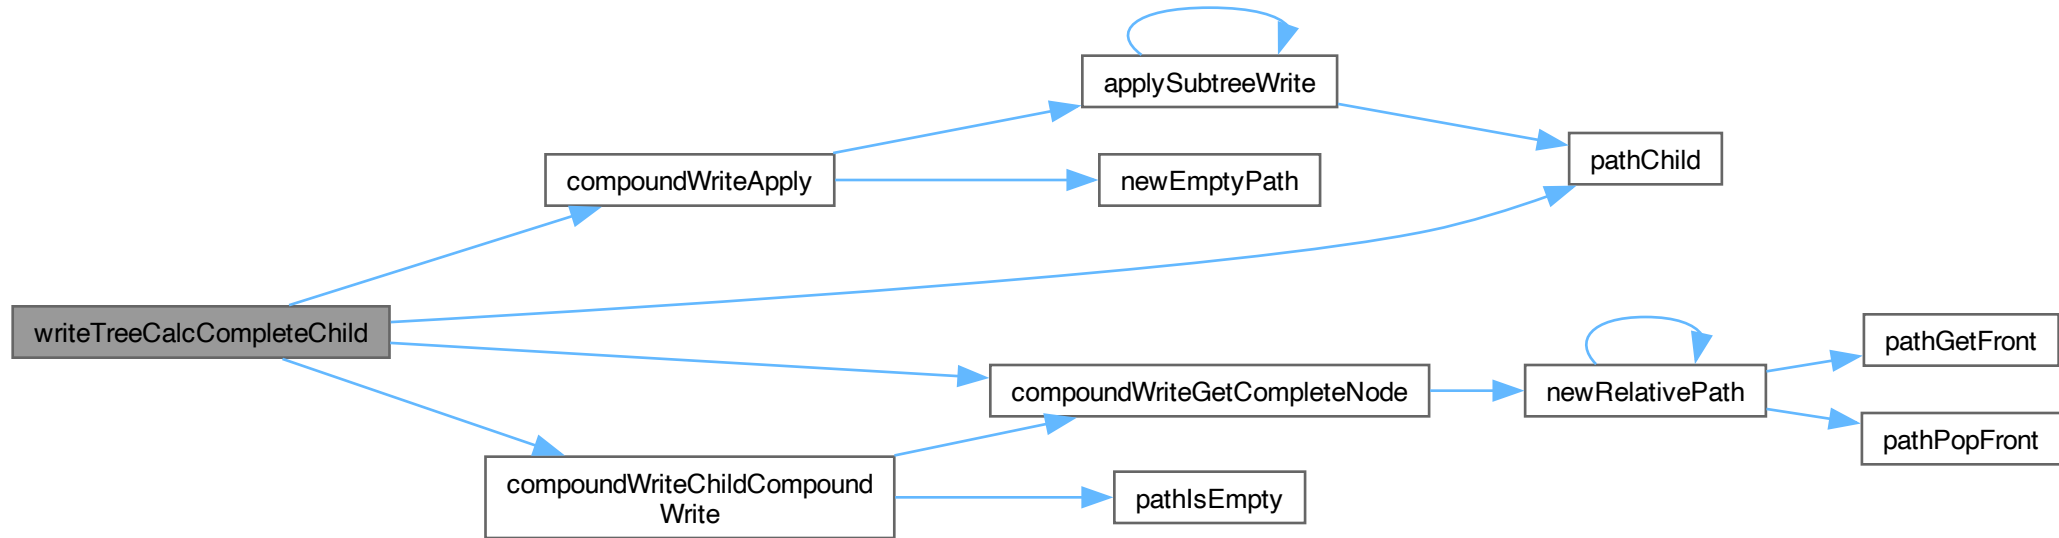 applySubtreeWrite
pathChild
compoundWriteApply
newEmptyPath
writeTreeCalcCompleteChild
pathGetFront
compoundWriteGetCompleteNode
newRelativePath
pathPopFront
compoundWriteChildCompound
Write
pathIsEmpty